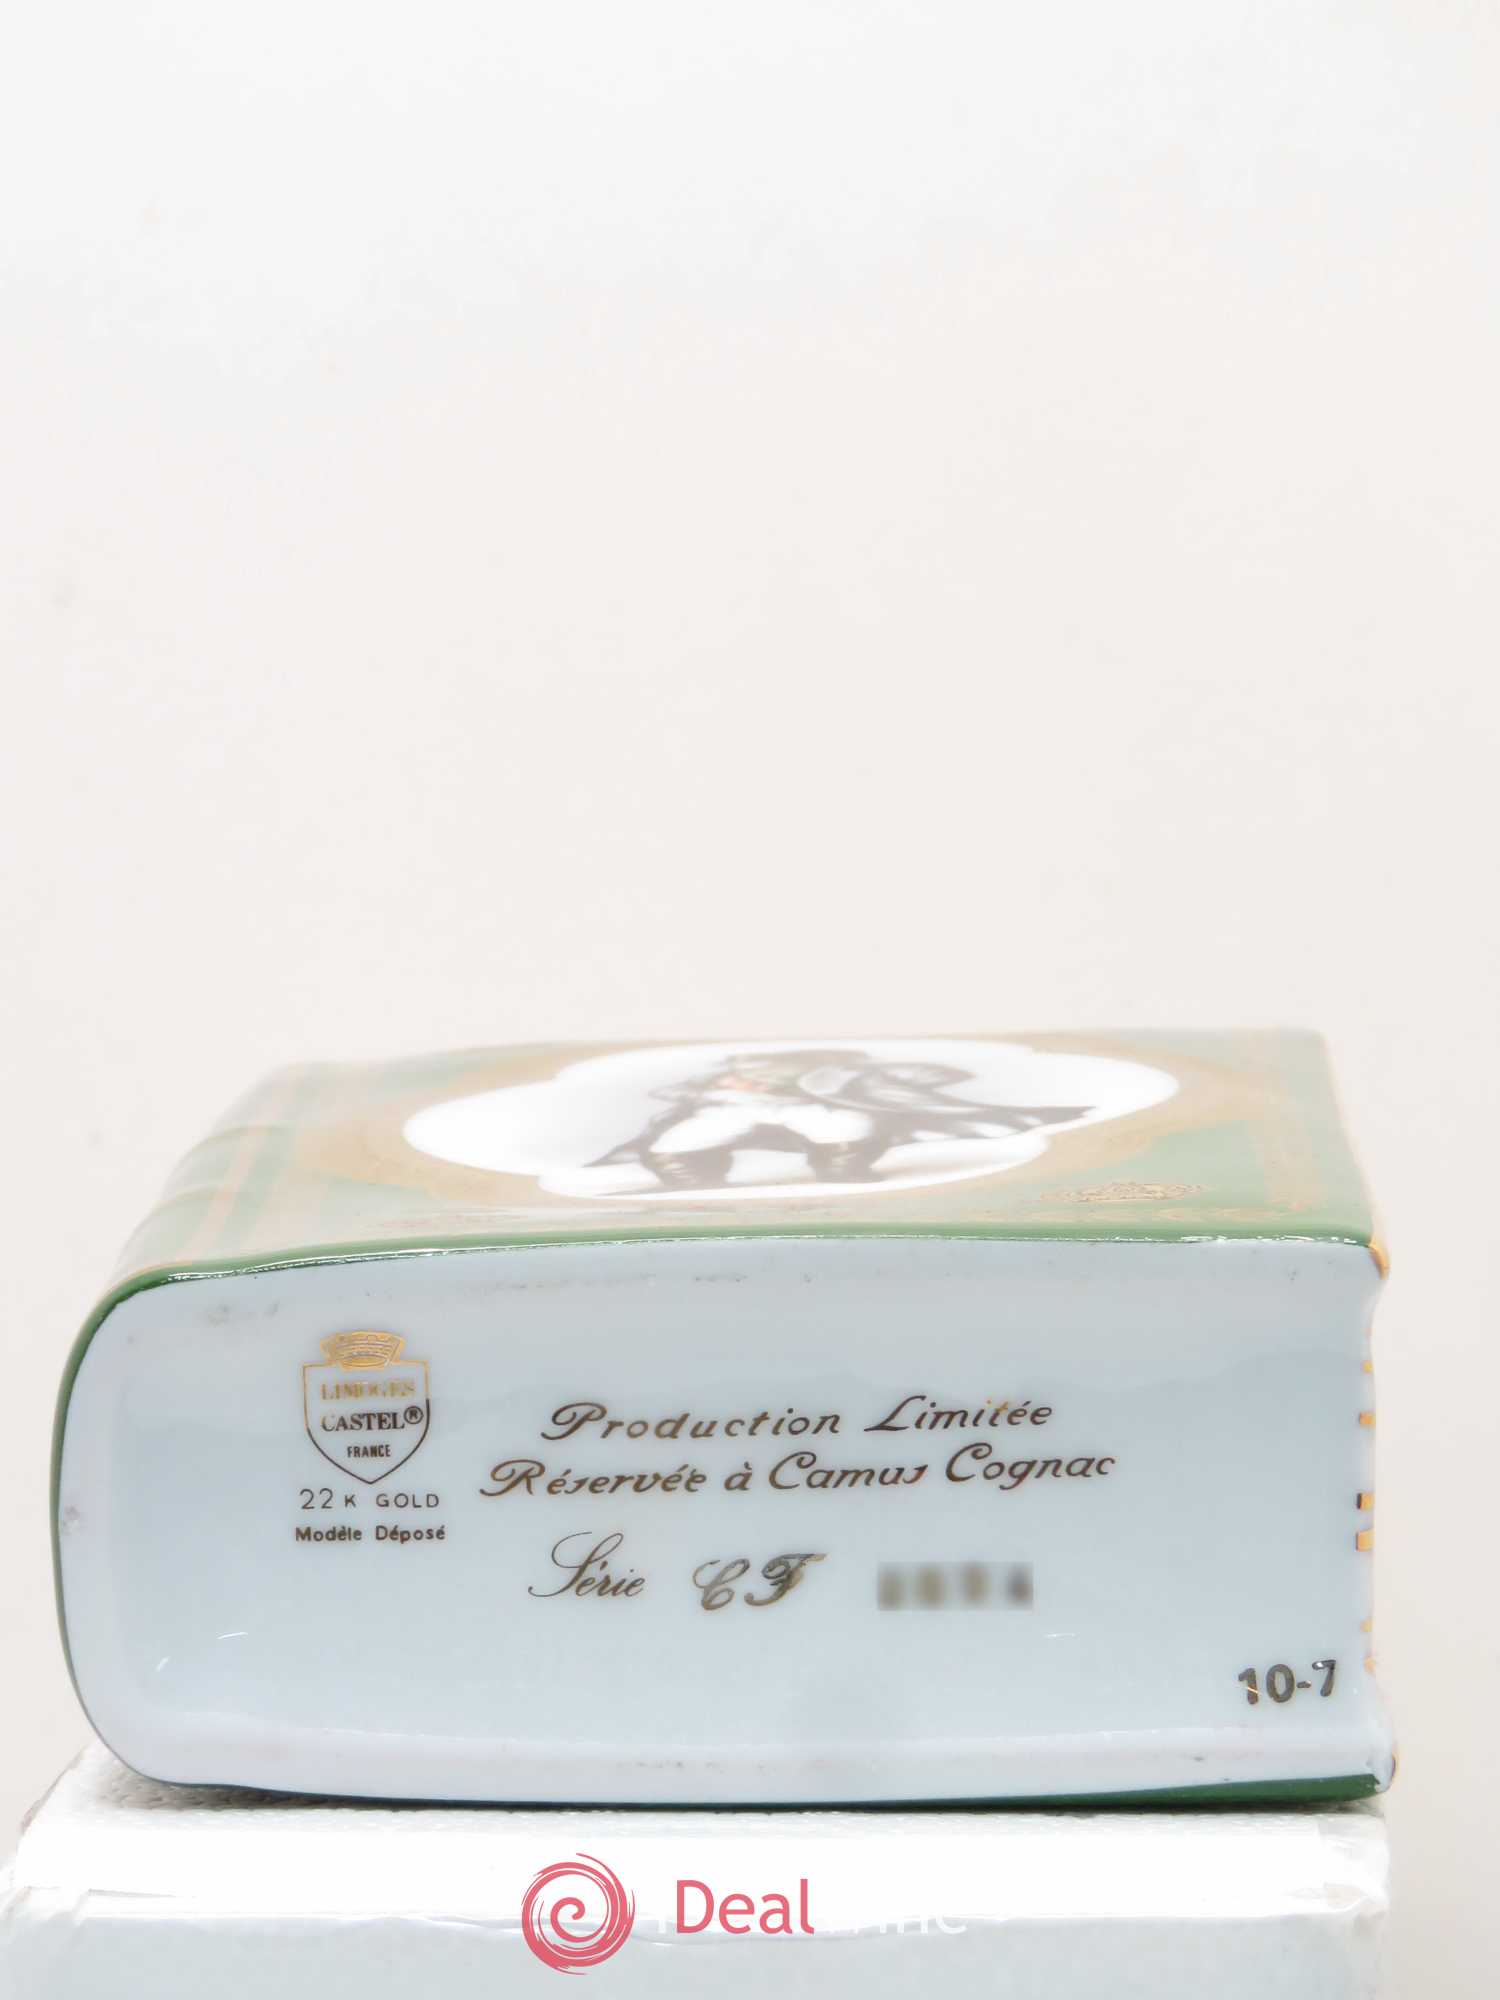 LIMOGES
CASTEL®
FRANCE
22 K GOLD
Modèle Déposé
Production Limitée
Réservée à Camus Cognac
Série CF
10-7
Deal